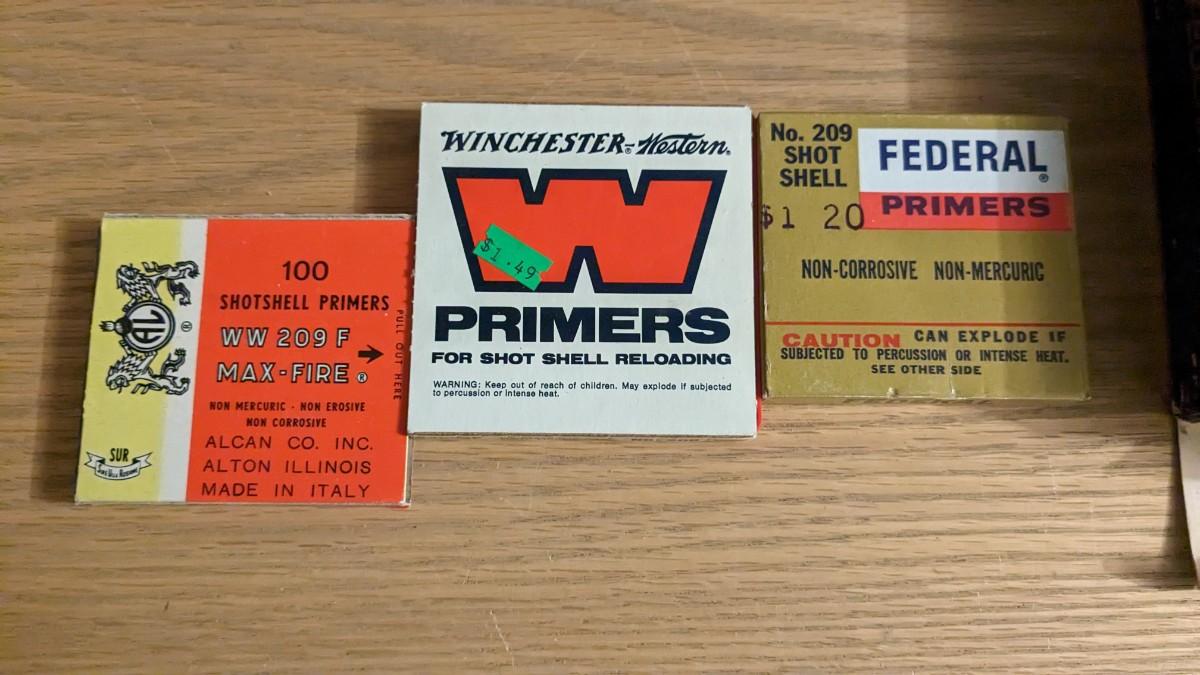 100
SHOTSHELL PRIMERS
WW 209 F
MAX-FIRE ®
PULL OUT HERE
NON MERCURIC - NON EROSIVE
NON CORROSIVE
ALCAN CO. INC.
ALTON ILLINOIS
MADE IN ITALY
AL
®
SUR
WINCHESTER®-Western®
W
$1.49
PRIMERS
FOR SHOT SHELL RELOADING
WARNING: Keep out of reach of children. May explode if subjected
to percussion or intense heat.
No. 209
SHOT
SHELL
$1 20
FEDERAL®
PRIMERS
NON-CORROSIVE NON-MERCURIC
CAUTION CAN EXPLODE IF
SUBJECTED TO PERCUSSION OR INTENSE HEAT.
SEE OTHER SIDE